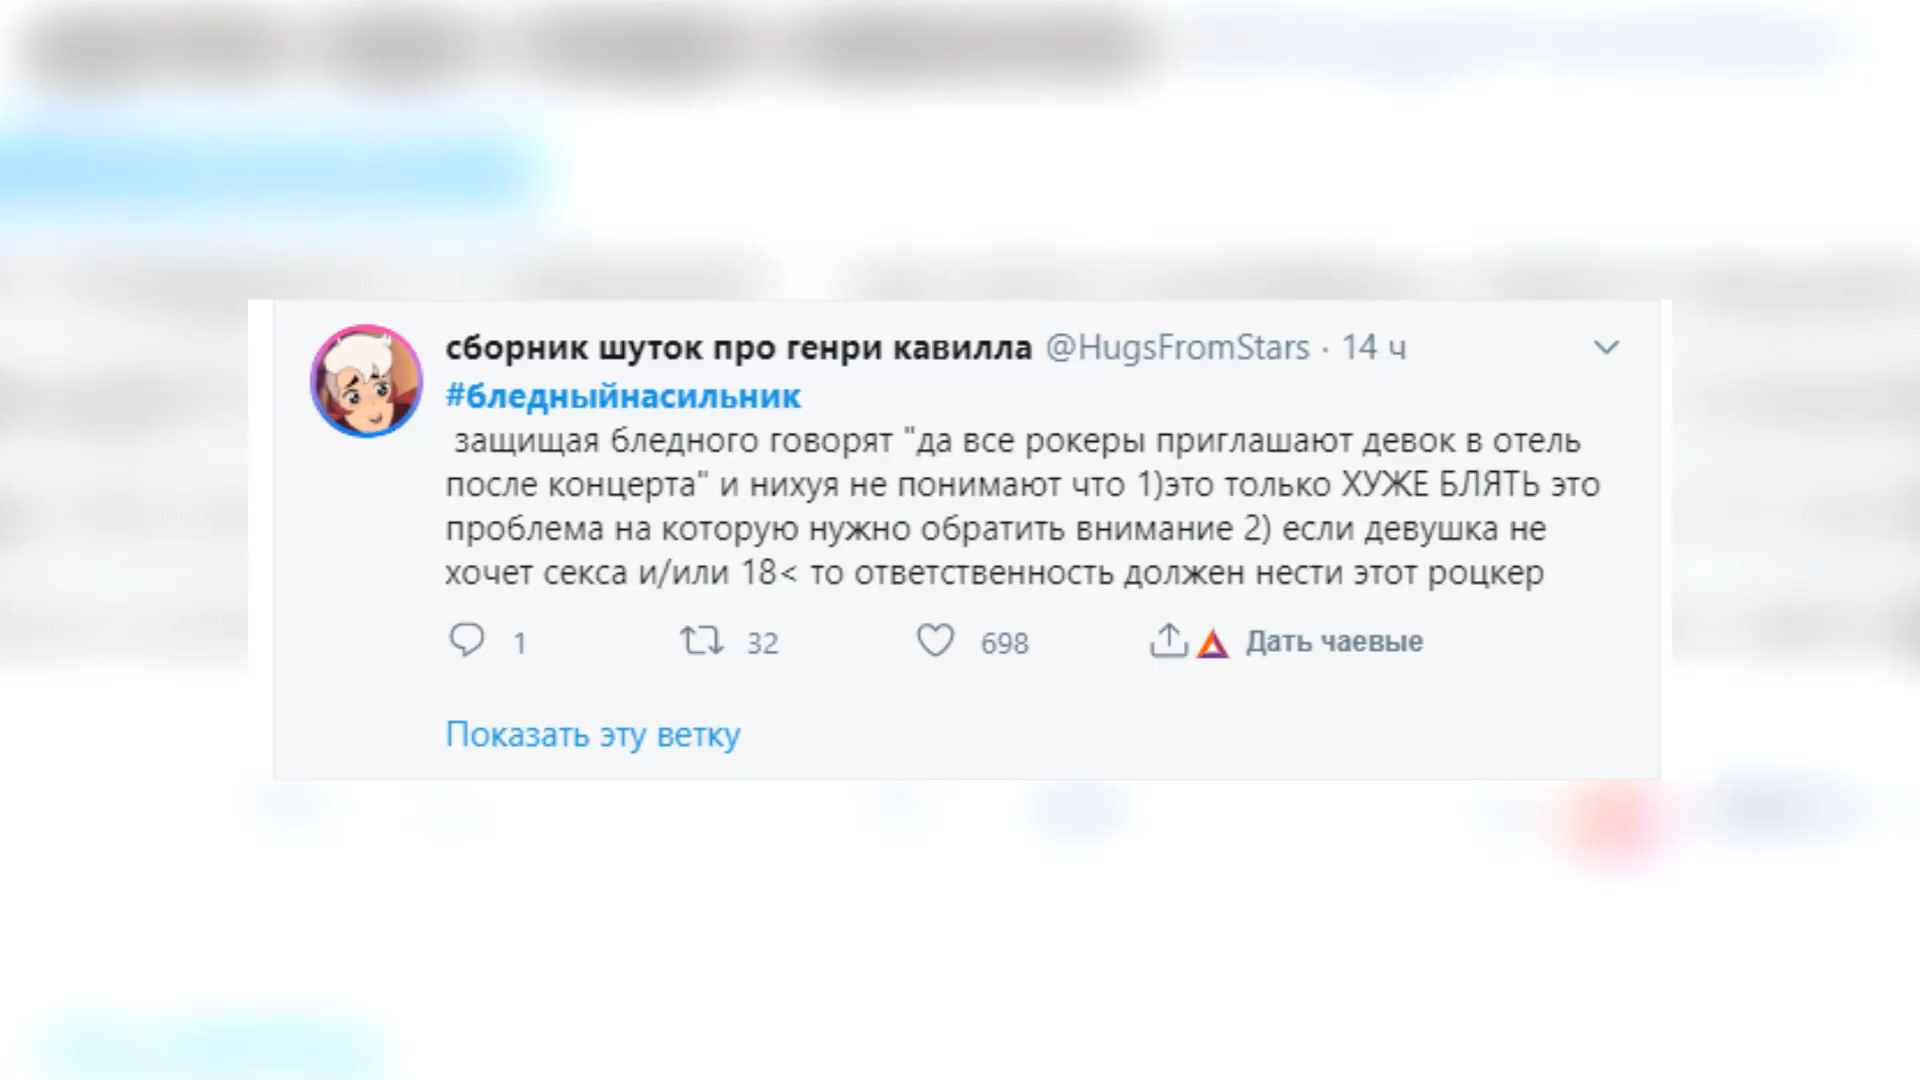 сборник шуток про генри кавилла @HugsFromStars · 14 ч
#бледныйнасильник
защищая бледного говорят "да все рокеры приглашают девок в отель
после концерта" и нихуя не понимают что 1)это только ХУЖЕ БЛЯТЬ это
проблема на которую нужно обратить внимание 2) если девушка не
хочет секса и/или 18< то ответственность должен нести этот роцкер
1 32 698 Дать чаевые
Показать эту ветку